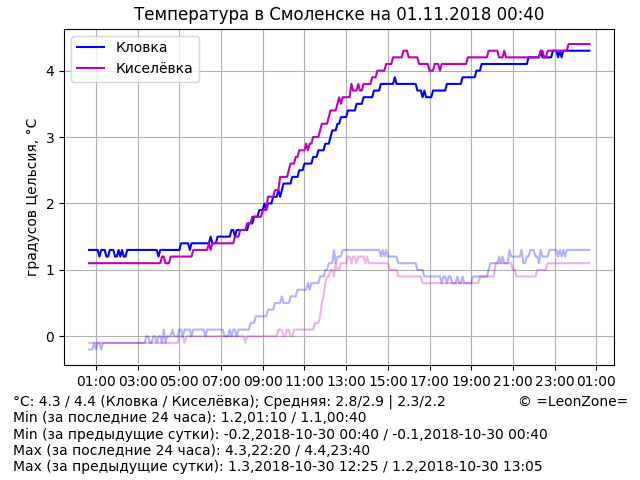 Температура в Смоленске на 01.11.2018 00:40
Кловка
Киселёвка
градусов Цельсия, °C
4
3
2
1
0
01:00 03:00 05:00 07:00 09:00 11:00 13:00 15:00 17:00 19:00 21:00 23:00 01:00
°C: 4.3 / 4.4 (Кловка / Киселёвка); Средняя: 2.8/2.9 | 2.3/2.2 © =LeonZone=
Min (за последние 24 часа): 1.2,01:10 / 1.1,00:40
Min (за предыдущие сутки): -0.2,2018-10-30 00:40 / -0.1,2018-10-30 00:40
Max (за последние 24 часа): 4.3,22:20 / 4.4,23:40
Max (за предыдущие сутки): 1.3,2018-10-30 12:25 / 1.2,2018-10-30 13:05